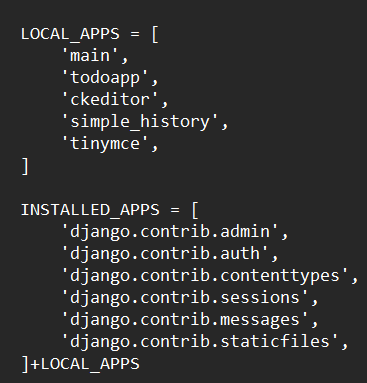 LOCAL_APPS = [
    'main',
    'todoapp',
    'ckeditor',
    'simple_history',
    'tinymce',
]
INSTALLED_APPS = [
    'django.contrib.admin',
    'django.contrib.auth',
    'django.contrib.contenttypes',
    'django.contrib.sessions',
    'django.contrib.messages',
    'django.contrib.staticfiles',
]+LOCAL_APPS